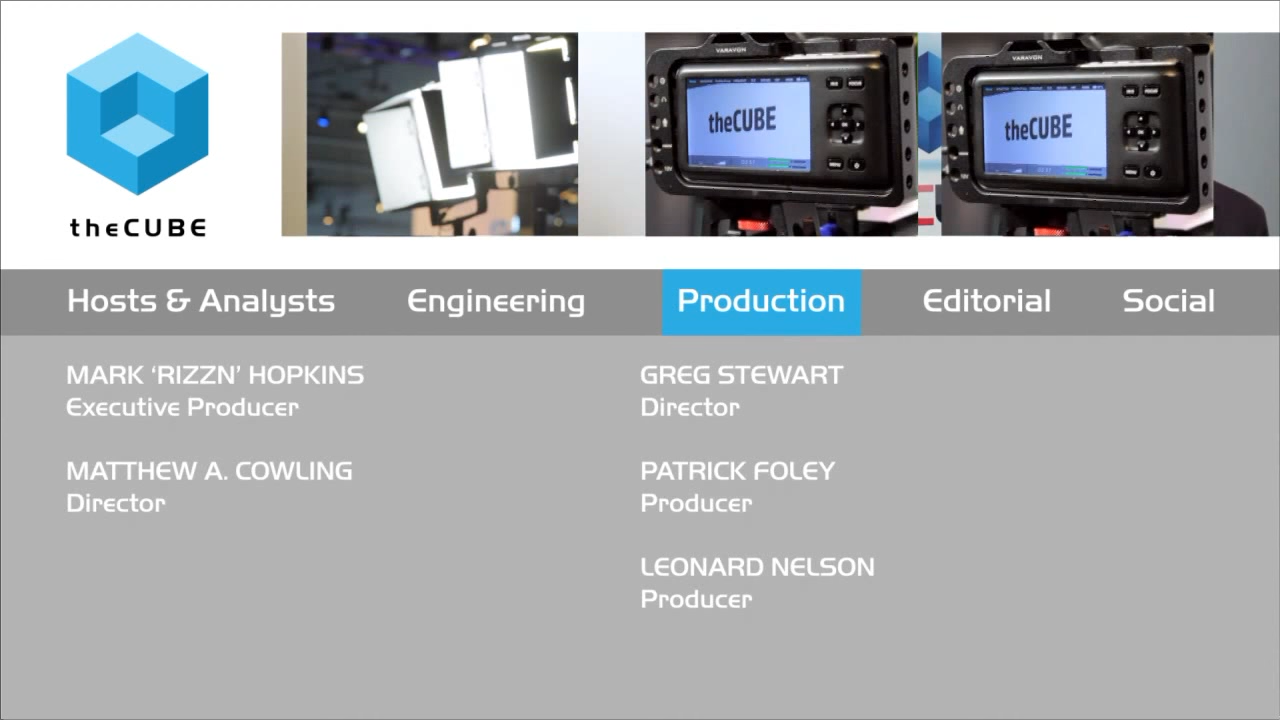 theCUBE
VARAVON
theCUBE
VARAVON
theCUBE
Hosts & Analysts
Engineering
Production
Editorial
Social
MARK ‘RIZZN’ HOPKINS
Executive Producer
MATTHEW A. COWLING
Director
GREG STEWART
Director
PATRICK FOLEY
Producer
LEONARD NELSON
Producer